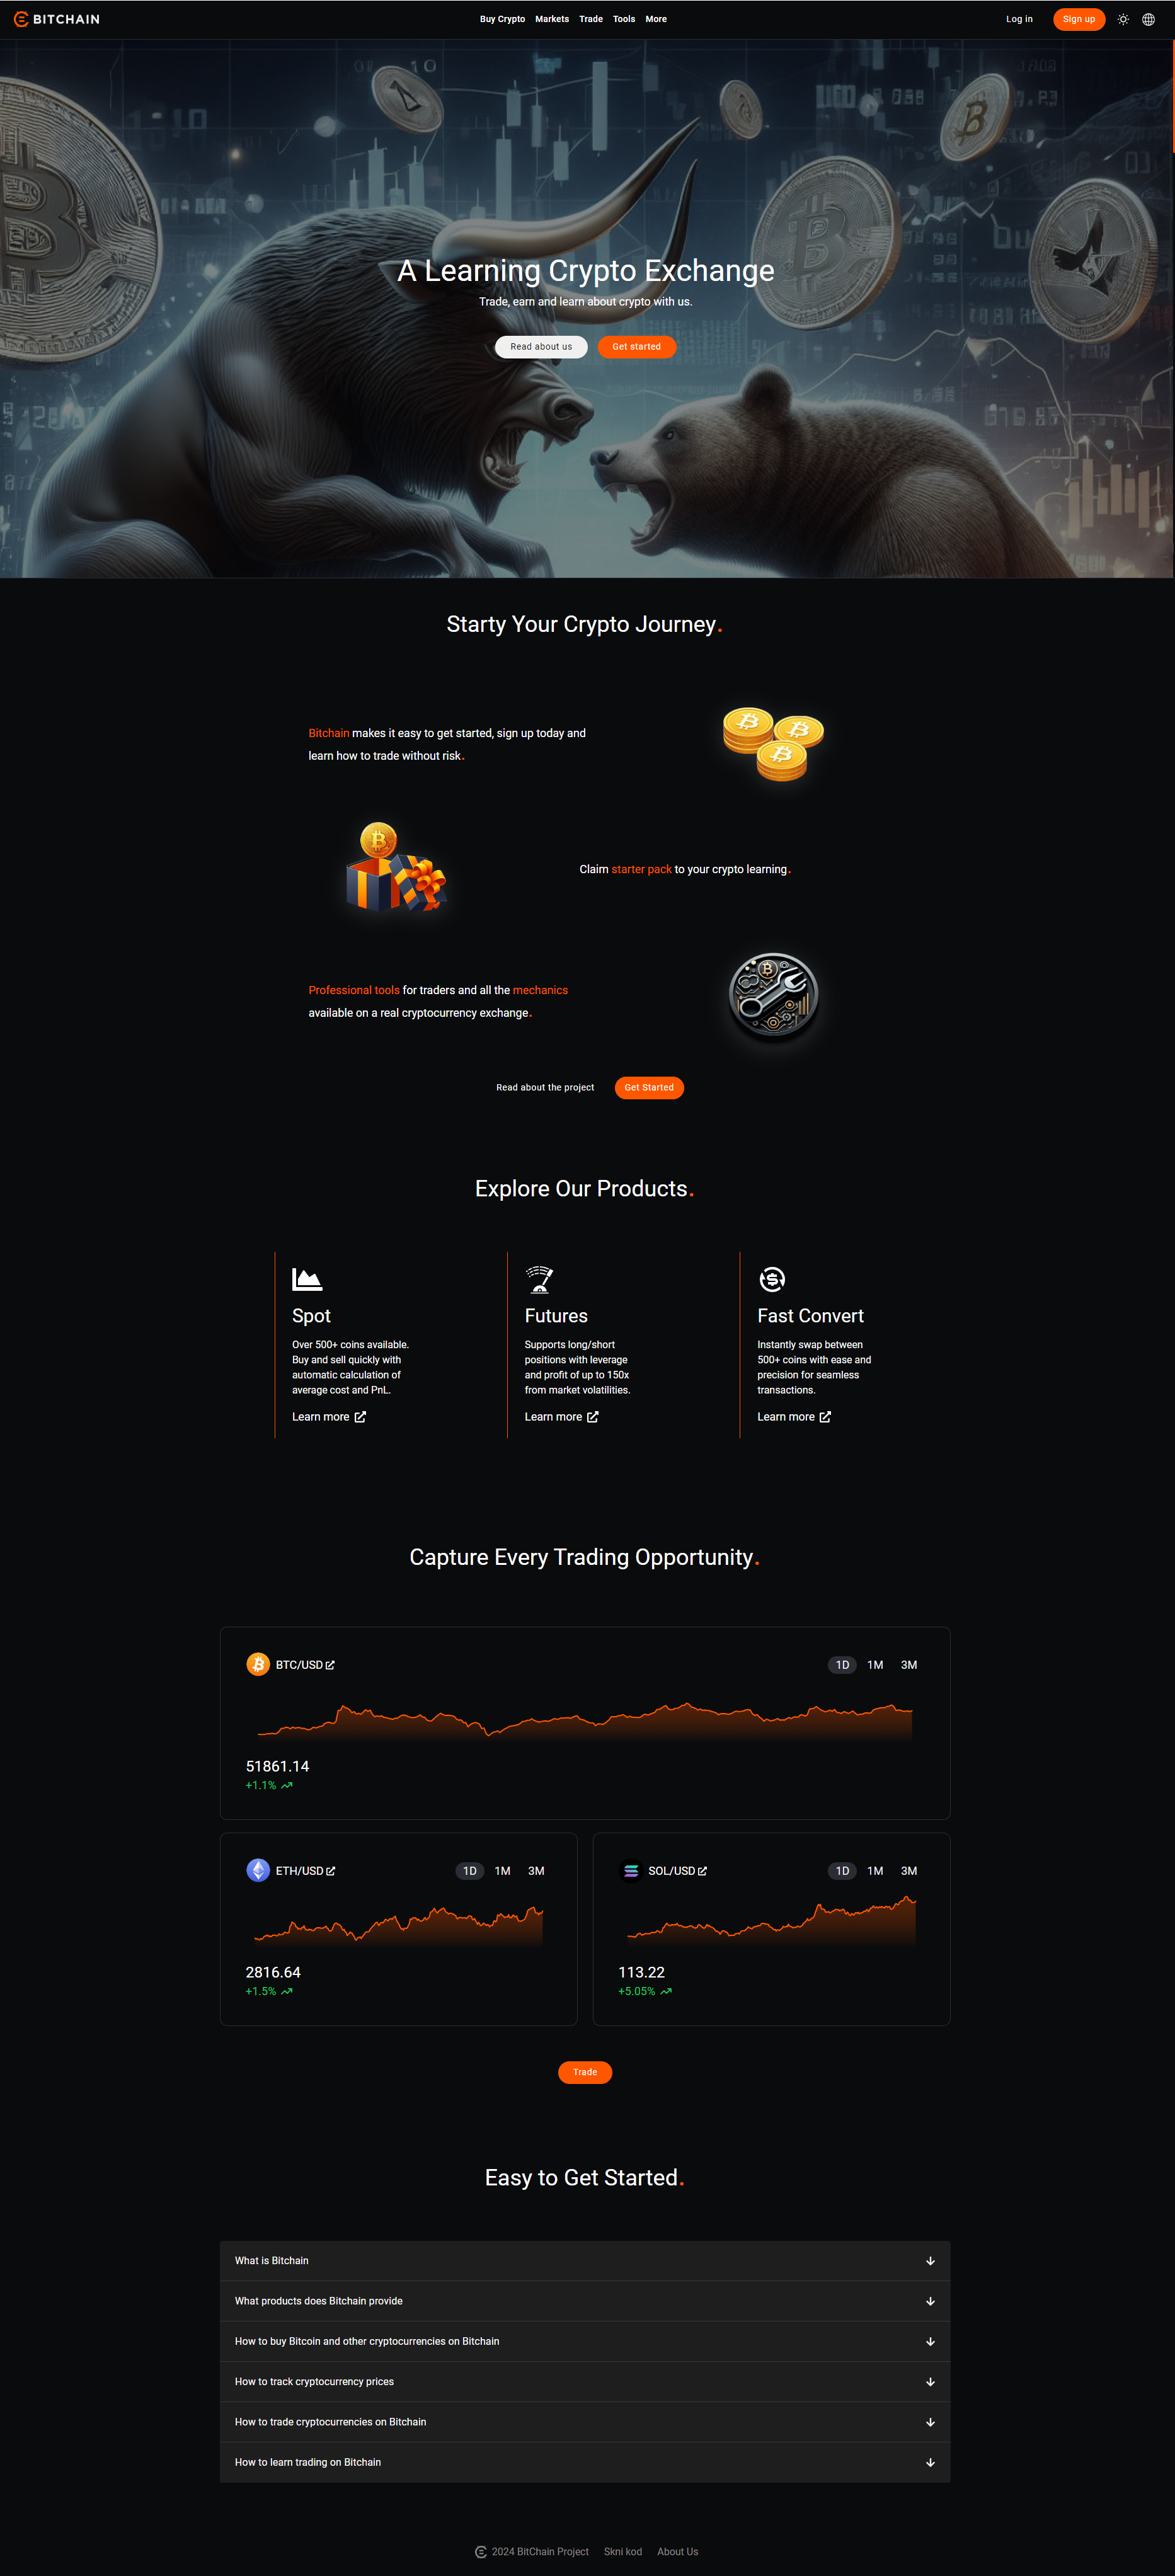 BITCHAIN
Buy Crypto Markets Trade Tools More
Log in Sign up
A Learning Crypto Exchange
Trade, earn and learn about crypto with us.
Read about us Get started
Starty Your Crypto Journey.
Bitchain makes it easy to get started, sign up today and
learn how to trade without risk.
Claim starter pack to your crypto learning.
Professional tools for traders and all the mechanics
available on a real cryptocurrency exchange.
Read about the project Get Started
Explore Our Products.
Spot
Over 500+ coins available.
Buy and sell quickly with
automatic calculation of
average cost and PnL.
Learn more
Futures
Supports long/short
positions with leverage
and profit of up to 150x
from market volatilities.
Learn more
Fast Convert
Instantly swap between
500+ coins with ease and
precision for seamless
transactions.
Learn more
Capture Every Trading Opportunity.
BTC/USD 1D 1M 3M
51861.14
+1.1%
ETH/USD 1D 1M 3M
2816.64
+1.5%
SOL/USD 1D 1M 3M
113.22
+5.05%
Trade
Easy to Get Started.
What is Bitchain
What products does Bitchain provide
How to buy Bitcoin and other cryptocurrencies on Bitchain
How to track cryptocurrency prices
How to trade cryptocurrencies on Bitchain
How to learn trading on Bitchain
2024 BitChain Project Skni kod About Us